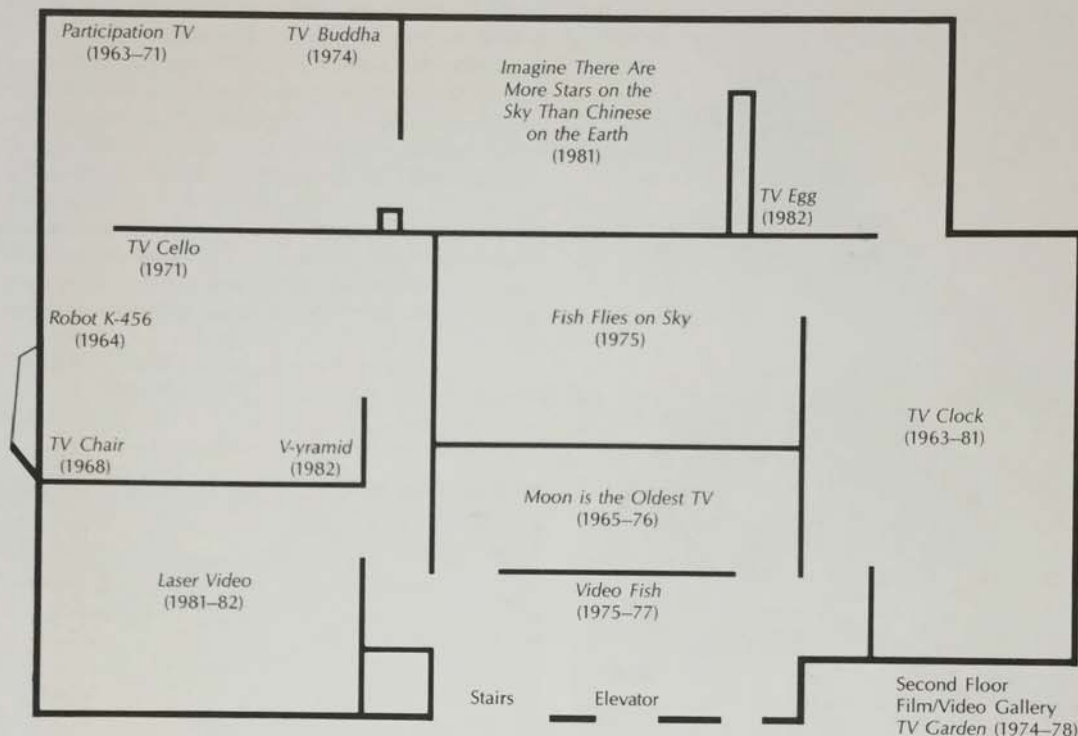 Participation TV
(1963–71)
TV Buddha
(1974)
Imagine There Are
More Stars on the
Sky Than Chinese
on the Earth
(1981)
TV Egg
(1982)
TV Cello
(1971)
Robot K-456
(1964)
Fish Flies on Sky
(1975)
TV Clock
(1963–81)
TV Chair
(1968)
V-yramid
(1982)
Moon is the Oldest TV
(1965–76)
Laser Video
(1981–82)
Video Fish
(1975–77)
Stairs
Elevator
Second Floor
Film/Video Gallery
TV Garden (1974–78)